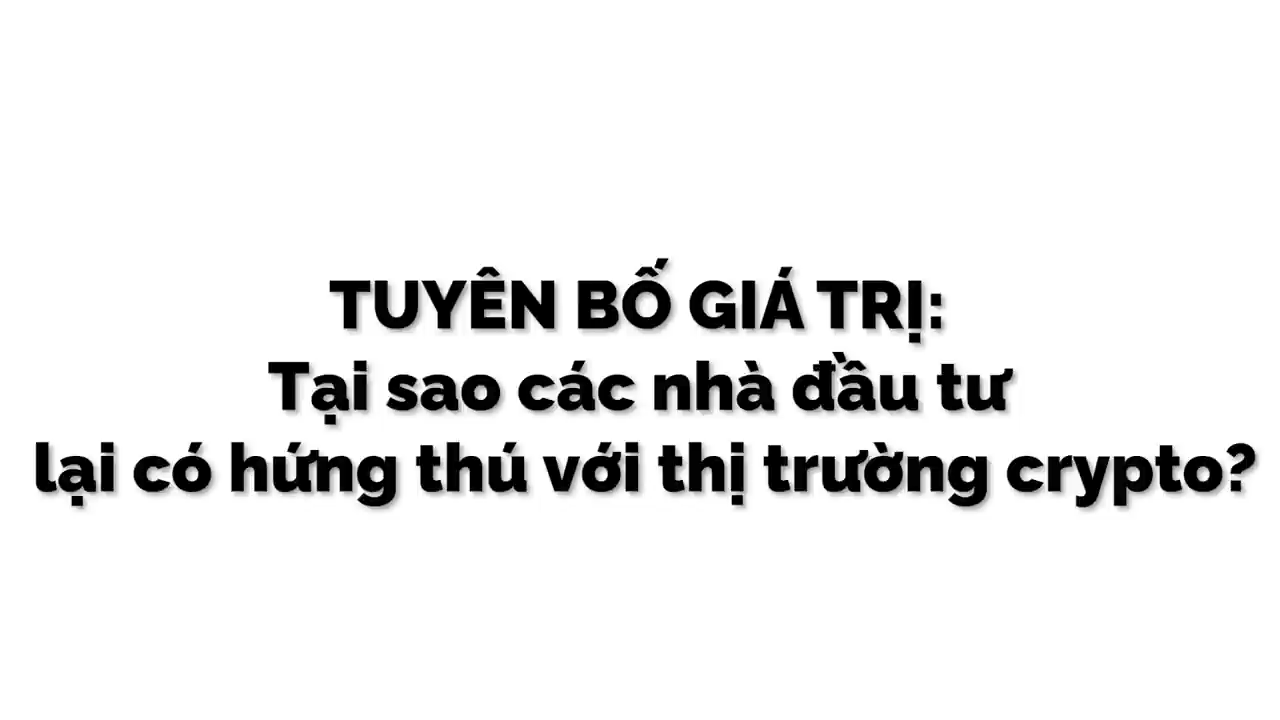 TUYÊN BỐ GIÁ TRỊ:
Tại sao các nhà đầu tư
lại có hứng thú với thị trường crypto?